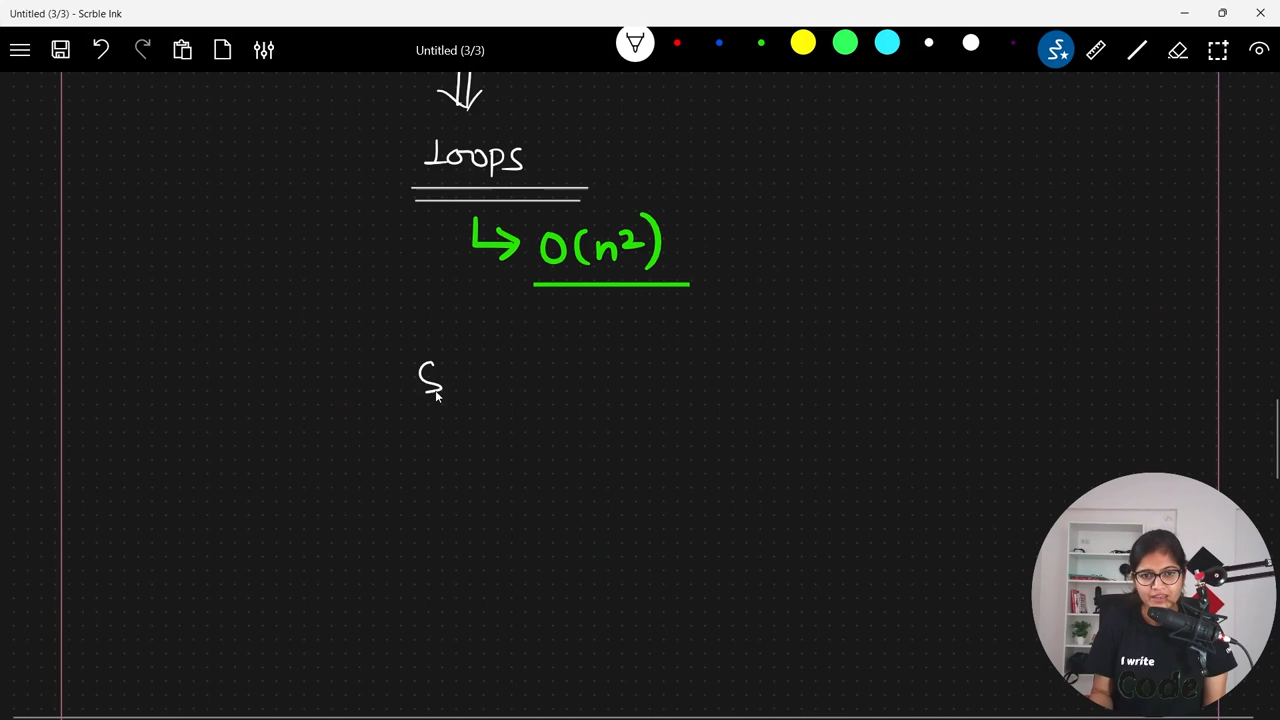 Untitled (3/3) - Scrble Ink
Untitled (3/3)
Loops
O(n²)
S
I write
Code